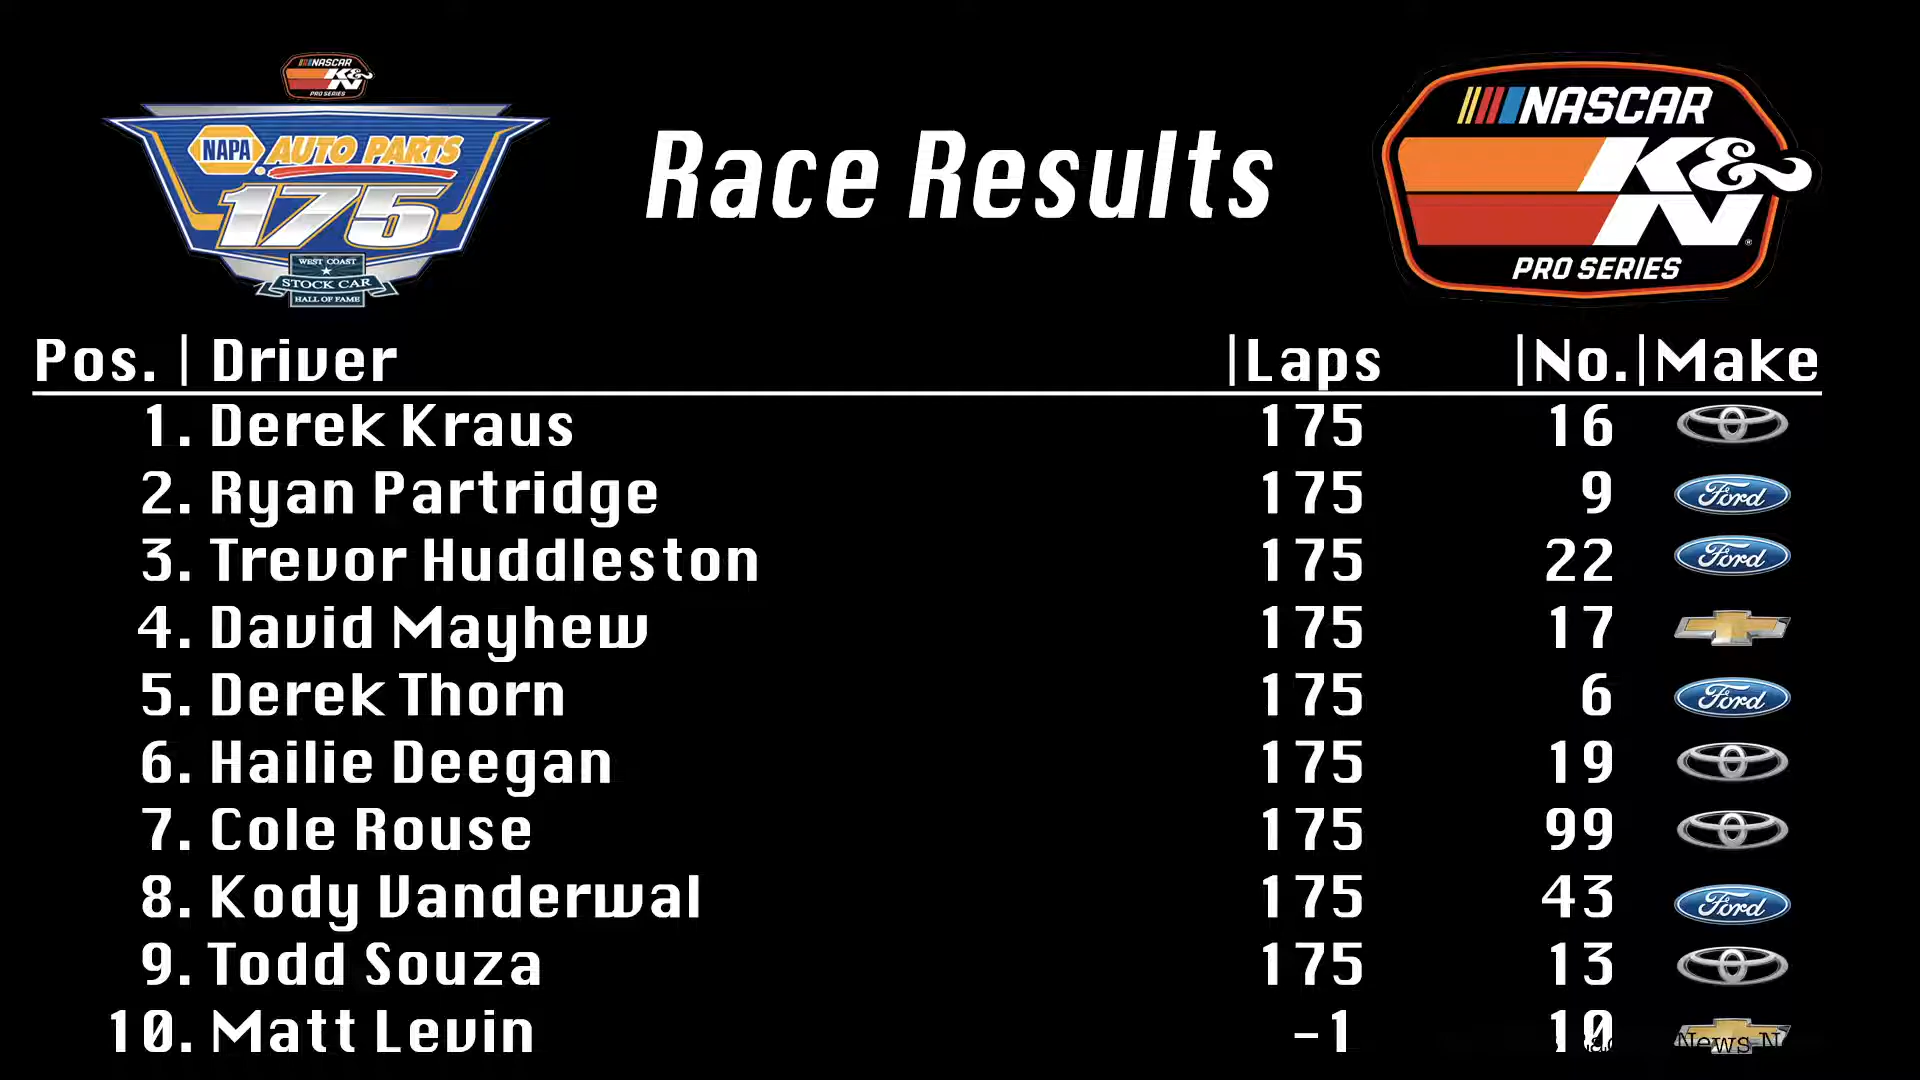 NASCAR
K&N
PRO SERIES
NAPA AUTO PARTS
175
WEST COAST
STOCK CAR
HALL OF FAME
Race Results
NASCAR
K&N
PRO SERIES
Pos. | Driver |Laps |No.|Make
1. Derek Kraus 175 16
2. Ryan Partridge 175 9 Ford
3. Trevor Huddleston 175 22 Ford
4. David Mayhew 175 17
5. Derek Thorn 175 6 Ford
6. Hailie Deegan 175 19
7. Cole Rouse 175 99
8. Kody Vanderwal 175 43 Ford
9. Todd Souza 175 13
10. Matt Levin -1 10
News